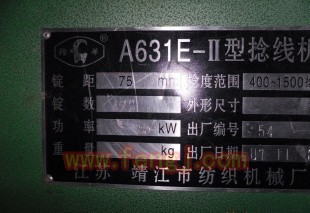 A631E-II型捻线机
锭 距 75 mm 捻度范围 400~1500
锭 数 外形尺寸
功 率 kW 出厂编号 54
重 量 kg 出厂日期
江苏 靖江市纺织机械厂